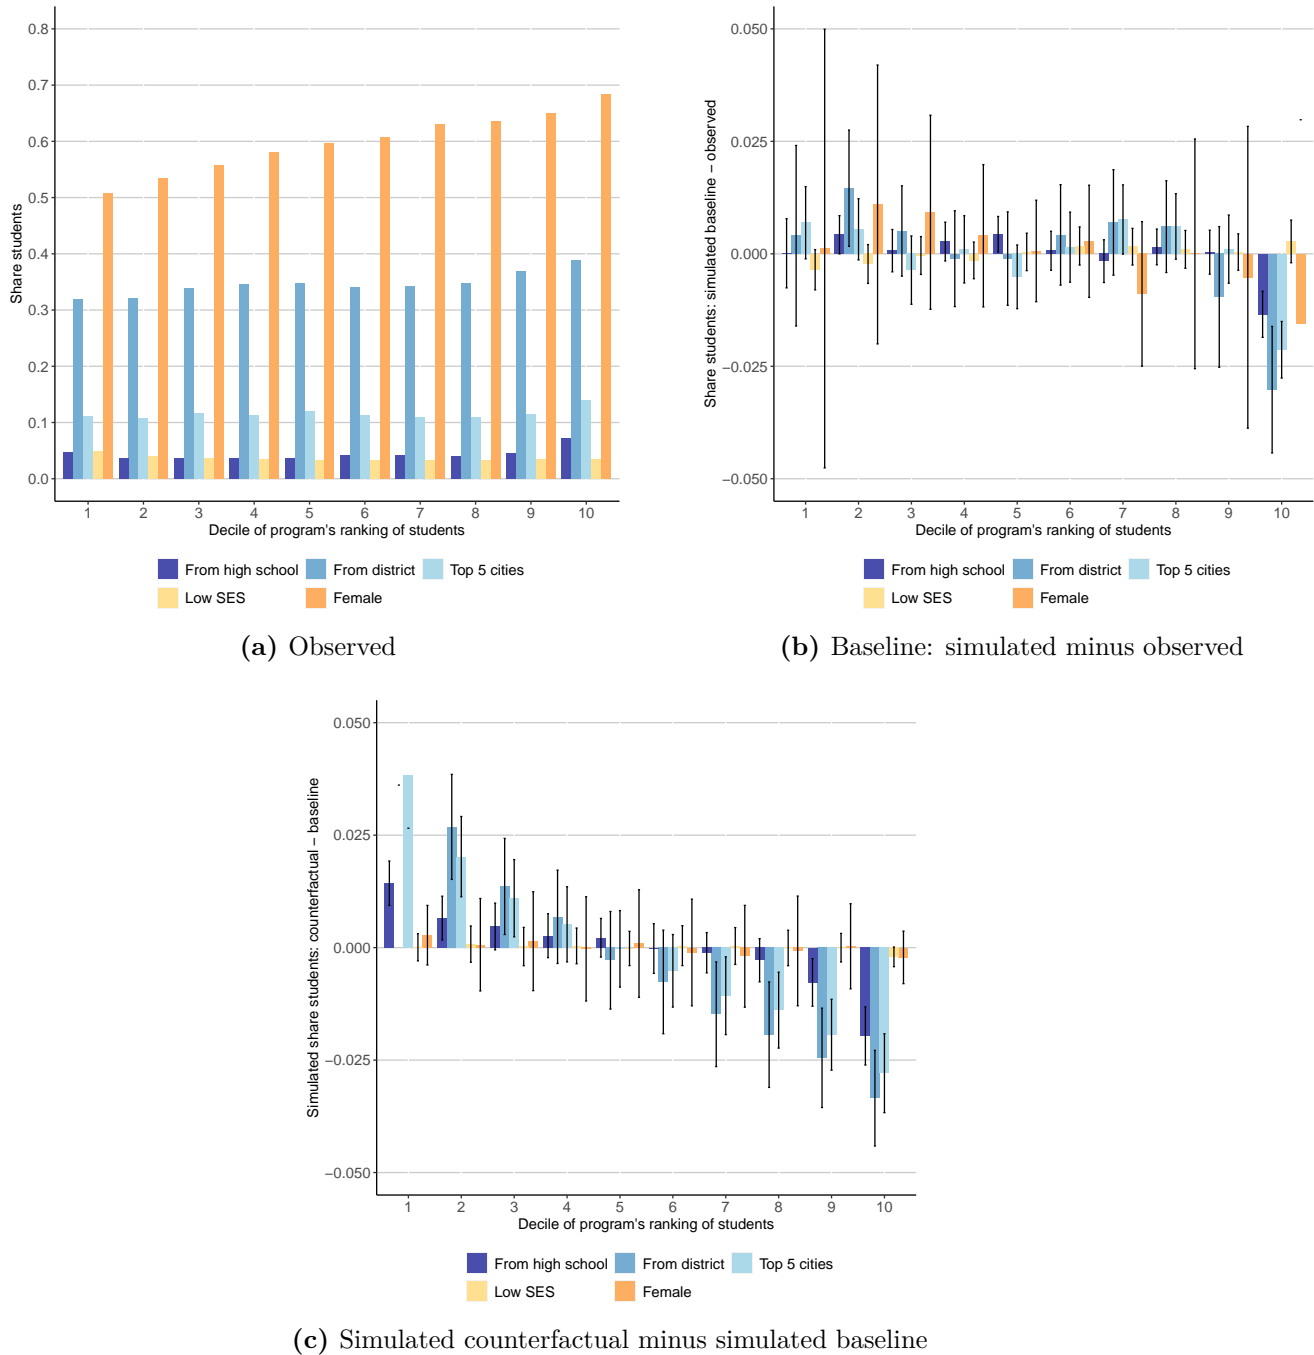 0.8
0.7
0.6
0.5
0.4
0.3
0.2
0.1
0.0
Share students
1 2 3 4 5 6 7 8 9 10
Decile of program's ranking of students
From high school From district Top 5 cities
Low SES Female
(a) Observed
0.050
0.025
0.000
−0.025
−0.050
Share students: simulated baseline − observed
1 2 3 4 5 6 7 8 9 10
Decile of program's ranking of students
From high school From district Top 5 cities
Low SES Female
(b) Baseline: simulated minus observed
0.050
0.025
0.000
−0.025
−0.050
Simulated share students: counterfactual − baseline
1 2 3 4 5 6 7 8 9 10
Decile of program's ranking of students
From high school From district Top 5 cities
Low SES Female
(c) Simulated counterfactual minus simulated baseline